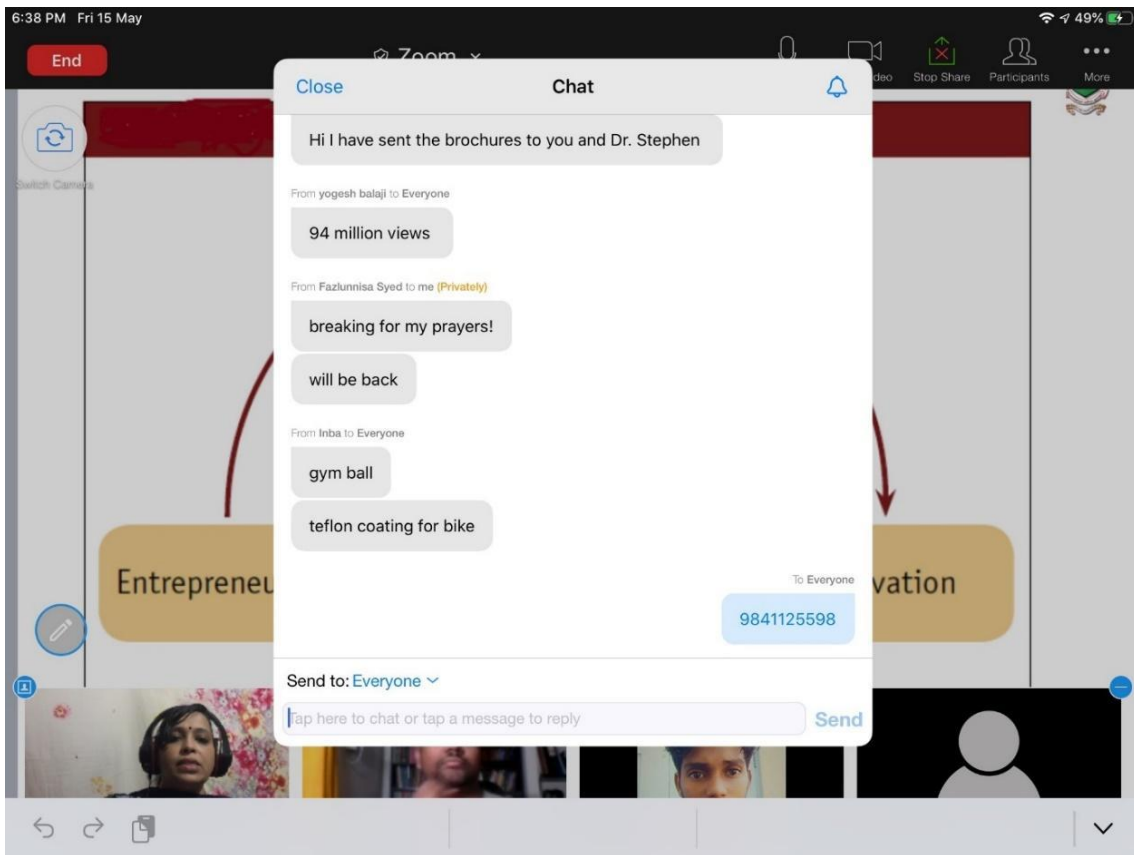 6:38 PM Fri 15 May
49%
End
Zoom
Stop Share
Participants
More
Switch Camera
Close
Chat
Hi I have sent the brochures to you and Dr. Stephen
From yogesh balaji to Everyone
94 million views
From Fazlunnisa Syed to me (Privately)
breaking for my prayers!
will be back
From Inba to Everyone
gym ball
teflon coating for bike
To Everyone
9841125598
Entrepreneu
vation
Send to: Everyone
Tap here to chat or tap a message to reply
Send